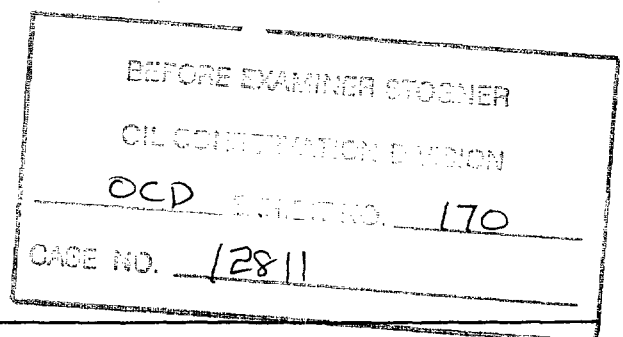 BEFORE EXAMINER STOGNER
OIL CONSERVATION DIVISION
OCD EXHIBIT NO. 170
CASE NO. 12811